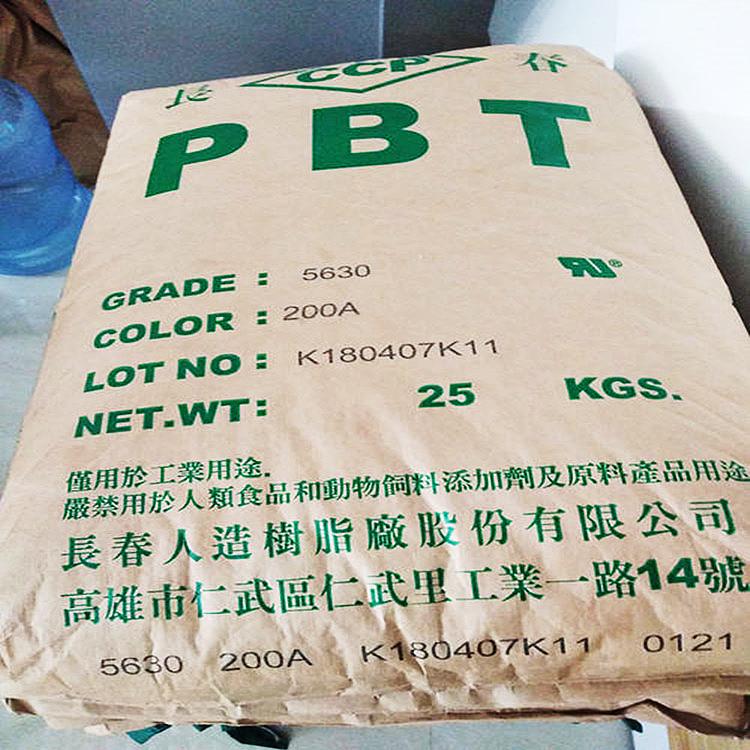 長 CCP 春
PBT
GRADE : 5630
COLOR : 200A
LOT NO : K180407K11
NET.WT: 25 KGS.
僅用於工業用途.
嚴禁用於人類食品和動物飼料添加劑及原料產品用途
長春人造樹脂廠股份有限公司
高雄市仁武區仁武里工業一路14號
5630 200A K180407K11 0121